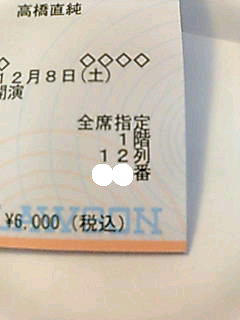 高橋直純
◇ ◇◇◇◇
12月8日(土)
開演
全席指定
1階
12列
番
¥6,000(税込)